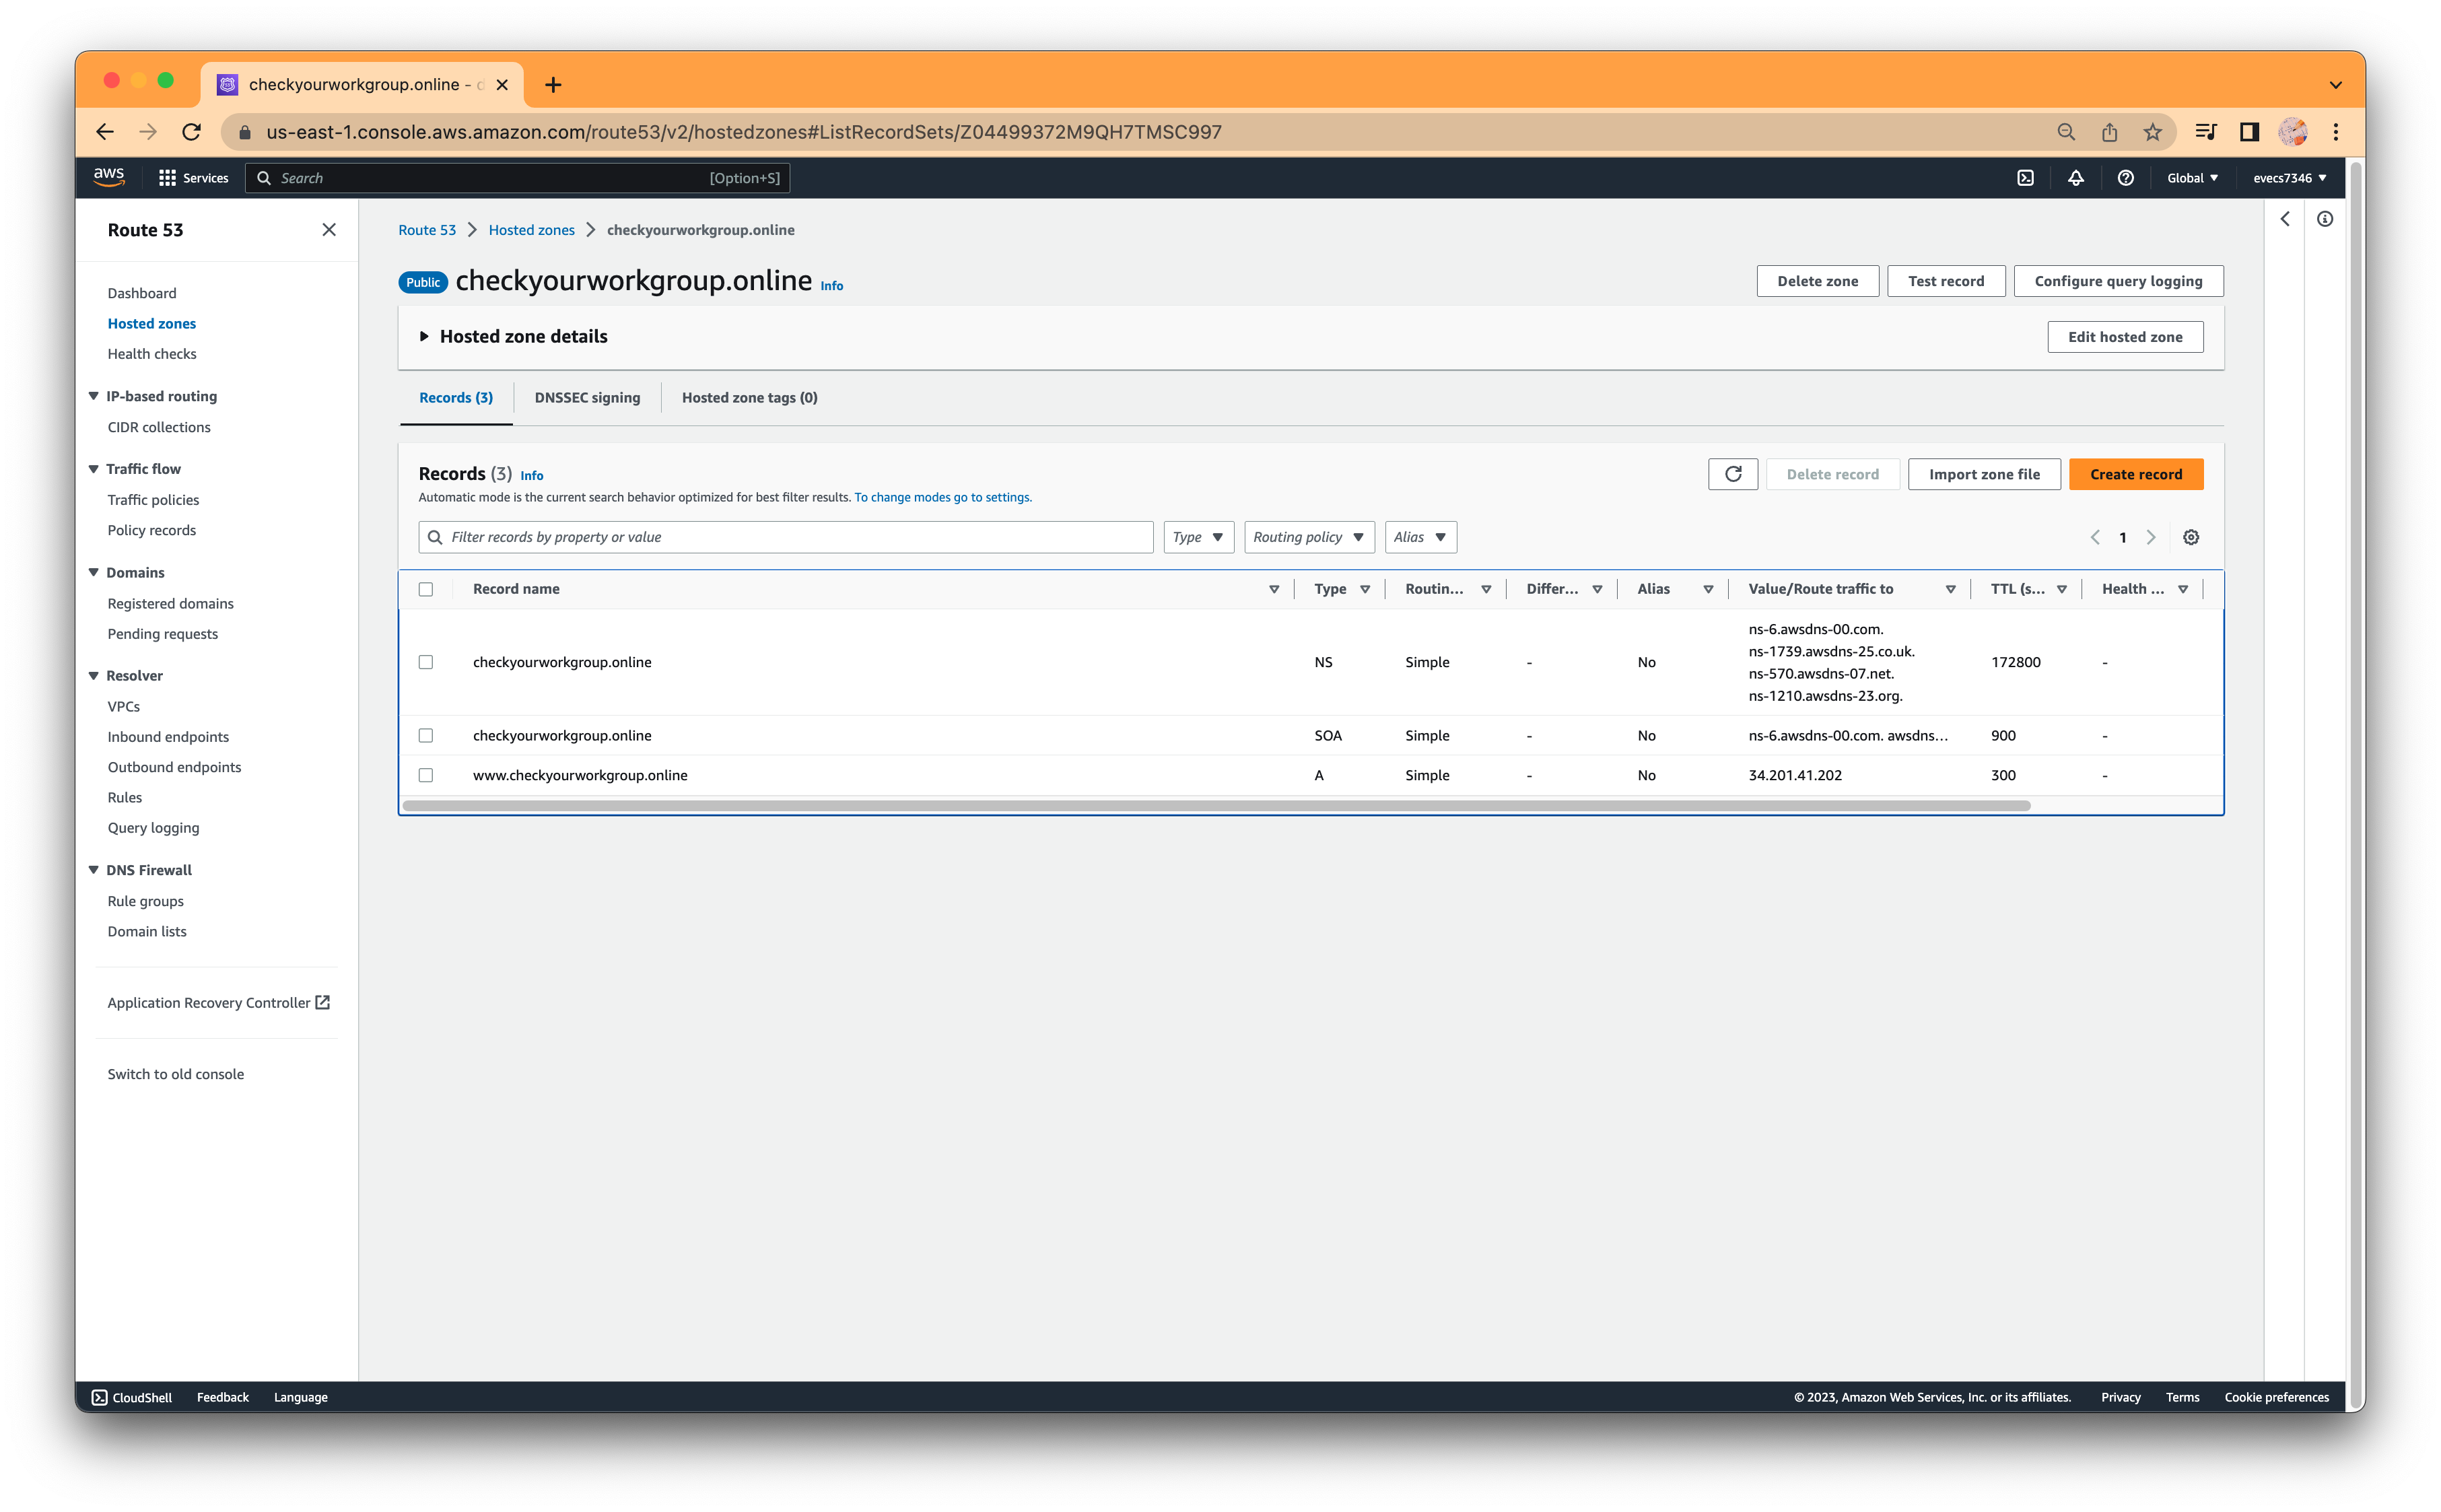 checkyourworkgroup.online - d
us-east-1.console.aws.amazon.com/route53/v2/hostedzones#ListRecordSets/Z04499372M9QH7TMSC997
aws
Services
Search
[Option+S]
Global
evecs7346
Route 53
Dashboard
Hosted zones
Health checks
IP-based routing
CIDR collections
Traffic flow
Traffic policies
Policy records
Domains
Registered domains
Pending requests
Resolver
VPCs
Inbound endpoints
Outbound endpoints
Rules
Query logging
DNS Firewall
Rule groups
Domain lists
Application Recovery Controller
Switch to old console
Route 53 > Hosted zones > checkyourworkgroup.online
Public checkyourworkgroup.online Info
Delete zone
Test record
Configure query logging
Hosted zone details
Edit hosted zone
Records (3)
DNSSEC signing
Hosted zone tags (0)
Records (3) Info
Automatic mode is the current search behavior optimized for best filter results. To change modes go to settings.
Delete record
Import zone file
Create record
Filter records by property or value
Type
Routing policy
Alias
1
Record name Type Routin... Differ... Alias Value/Route traffic to TTL (s... Health ...
checkyourworkgroup.online NS Simple - No
ns-6.awsdns-00.com.
ns-1739.awsdns-25.co.uk.
ns-570.awsdns-07.net.
ns-1210.awsdns-23.org.
172800 -
checkyourworkgroup.online SOA Simple - No ns-6.awsdns-00.com. awsdns... 900 -
www.checkyourworkgroup.online A Simple - No 34.201.41.202 300 -
CloudShell
Feedback
Language
© 2023, Amazon Web Services, Inc. or its affiliates.
Privacy
Terms
Cookie preferences